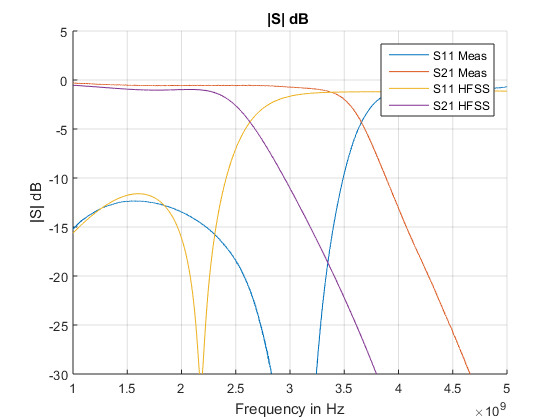 |S| dB
5
0
-5
-10
-15
-20
-25
-30
|S| dB
S11 Meas
S21 Meas
S11 HFSS
S21 HFSS
1 1.5 2 2.5 3 3.5 4 4.5 5
Frequency in Hz
×10⁹